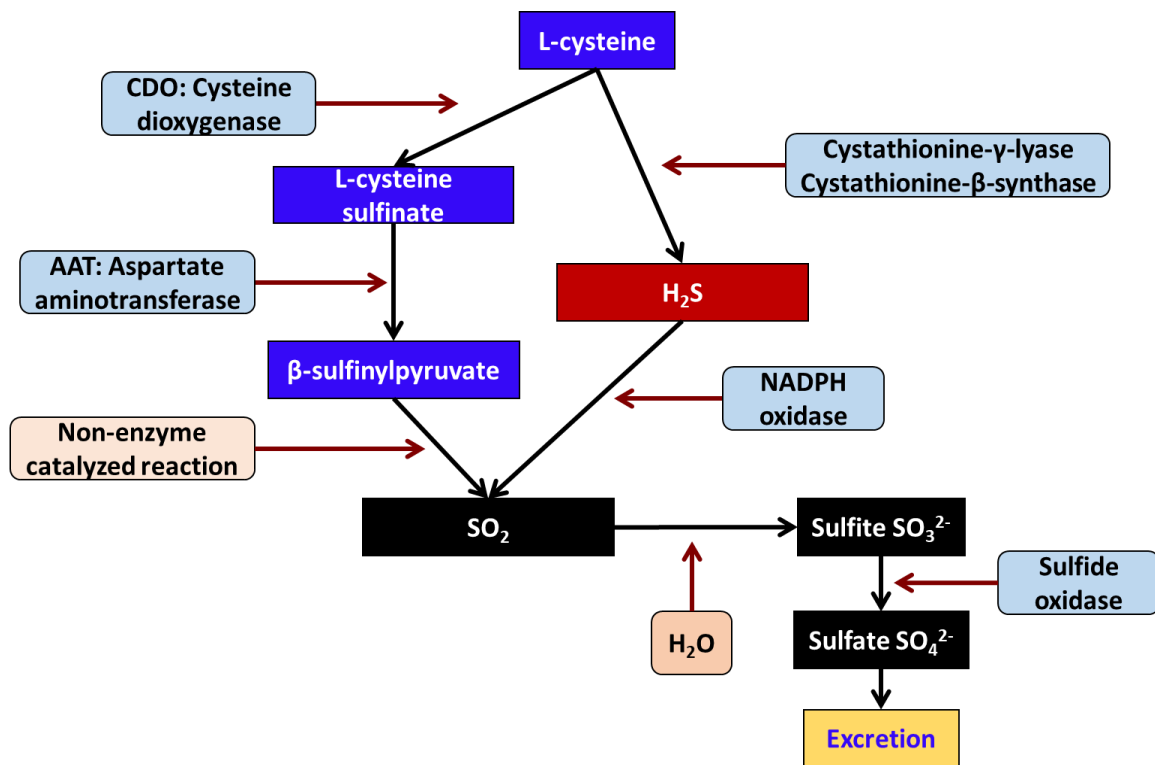 L-cysteine
CDO: Cysteine
dioxygenase
Cystathionine-γ-lyase
Cystathionine-β-synthase
L-cysteine
sulfinate
AAT: Aspartate
aminotransferase
H₂S
β-sulfinylpyruvate
NADPH
oxidase
Non-enzyme
catalyzed reaction
SO₂
Sulfite SO₃²⁻
Sulfide
oxidase
H₂O
Sulfate SO₄²⁻
Excretion